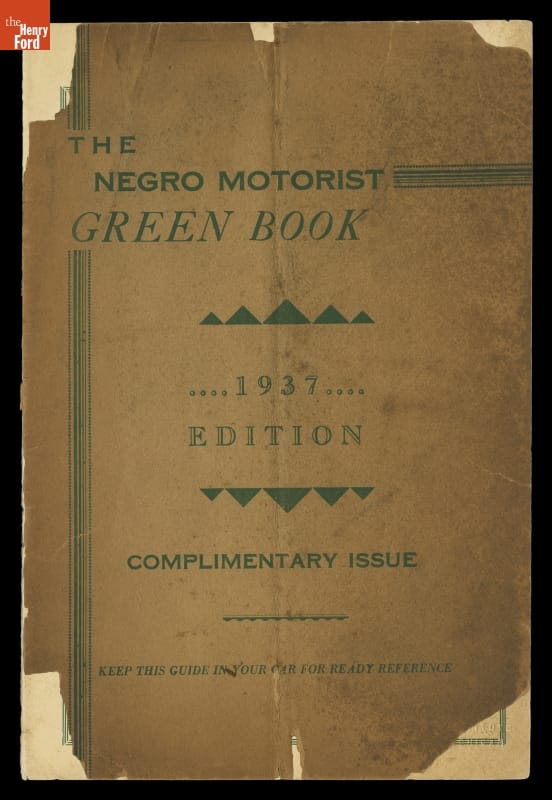 the
Henry
Ford
THE
NEGRO MOTORIST
GREEN BOOK
....1937....
EDITION
COMPLIMENTARY ISSUE
KEEP THIS GUIDE IN YOUR CAR FOR READY REFERENCE